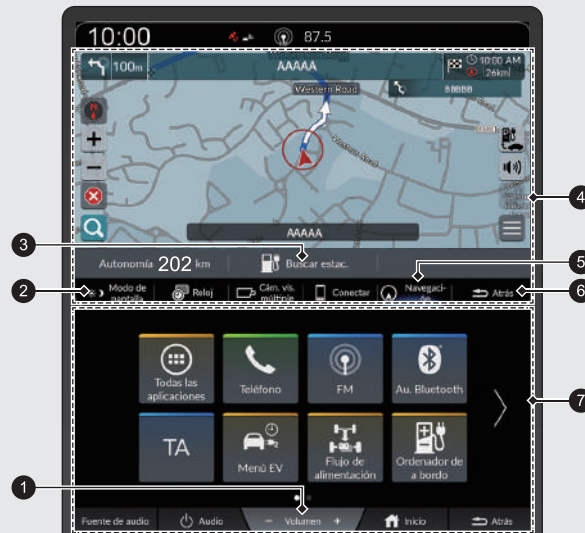 10:00
87.5
100m
AAAAA
10:00 AM
26km
Western Road
BBBBB
N
AAAAA
3
4
Autonomía 202 km
Buscar estac.
5
2
Modo de pantalla
Reloj
Cám. vis. múltiple
Conectar
Navegaci-ón
Atrás
6
Todas las aplicaciones
Teléfono
FM
Au. Bluetooth
7
TA
Menú EV
Flujo de alimentación
Ordenador de a bordo
1
Fuente de audio
Audio
– Volumen +
Inicio
Atrás